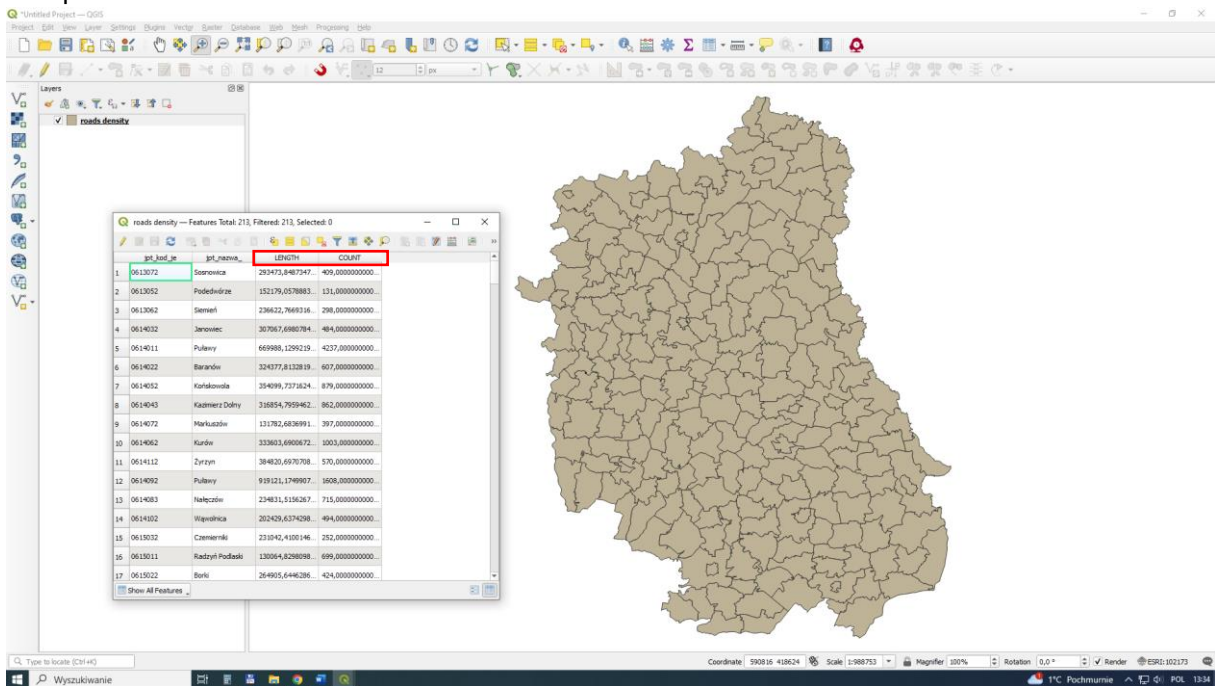 *Untitled Project — QGIS
Project Edit View Layer Settings Plugins Vector Raster Database Web Mesh Processing Help
12 px
Layers
roads density
roads density — Features Total: 213, Filtered: 213, Selected: 0
jpt_kod_je jpt_nazwa_ LENGTH COUNT
1 0613072 Sosnowica 293473,8487347... 409,0000000000...
2 0613052 Podedwórze 152179,0578883... 131,0000000000...
3 0613062 Siemień 236622,7669316... 298,0000000000...
4 0614032 Janowiec 307067,6980784... 484,0000000000...
5 0614011 Puławy 669988,1299219... 4237,000000000...
6 0614022 Baranów 324377,8132819... 607,0000000000...
7 0614052 Końskowola 354099,7371624... 879,0000000000...
8 0614043 Kazimierz Dolny 316854,7959462... 862,0000000000...
9 0614072 Markuszów 131782,6836991... 397,0000000000...
10 0614062 Kurów 333603,6900672... 1003,000000000...
11 0614112 Żyrzyn 384820,6970708... 570,0000000000...
12 0614092 Puławy 919121,1749907... 1608,000000000...
13 0614083 Nałęczów 234831,5156267... 715,0000000000...
14 0614102 Wąwolnica 202429,6374298... 494,0000000000...
15 0615032 Czemierniki 231042,4100146... 252,0000000000...
16 0615011 Radzyń Podlaski 130064,8298098... 699,0000000000...
17 0615022 Borki 264905,6446286... 424,0000000000...
Show All Features
Type to locate (Ctrl+K) Coordinate 590816 418624 Scale 1:988753 Magnifier 100% Rotation 0,0 ° Render ESRI:102173
Wyszukiwanie 1°C Pochmurnie POL 13:34